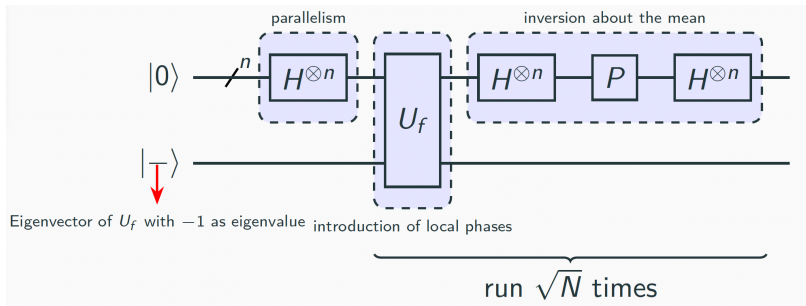 parallelism
inversion about the mean
|0⟩
n
H⊗n
U_f
H⊗n
P
H⊗n
|−⟩
Eigenvector of U_f with −1 as eigenvalue
introduction of local phases
run √N times